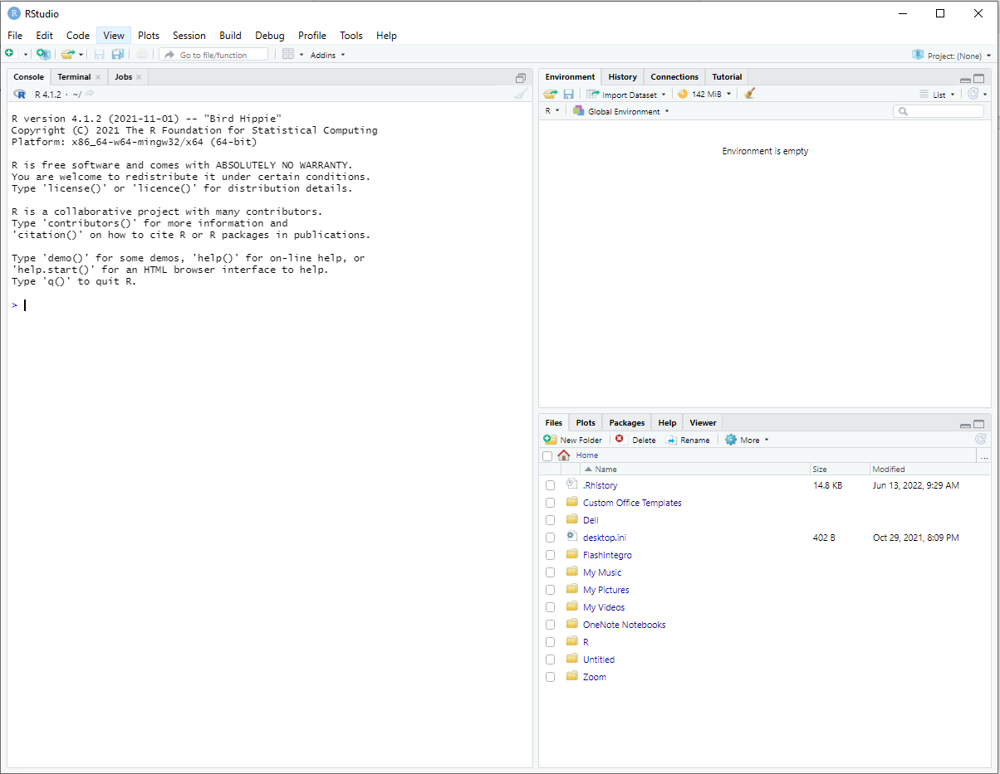 RStudio
File Edit Code View Plots Session Build Debug Profile Tools Help
Go to file/function Addins Project: (None)
Console Terminal Jobs
R 4.1.2 · ~/
R version 4.1.2 (2021-11-01) -- "Bird Hippie"
Copyright (C) 2021 The R Foundation for Statistical Computing
Platform: x86_64-w64-mingw32/x64 (64-bit)
R is free software and comes with ABSOLUTELY NO WARRANTY.
You are welcome to redistribute it under certain conditions.
Type 'license()' or 'licence()' for distribution details.
R is a collaborative project with many contributors.
Type 'contributors()' for more information and
'citation()' on how to cite R or R packages in publications.
Type 'demo()' for some demos, 'help()' for on-line help, or
'help.start()' for an HTML browser interface to help.
Type 'q()' to quit R.
>
Environment History Connections Tutorial
Import Dataset 142 MiB List
R Global Environment
Environment is empty
Files Plots Packages Help Viewer
New Folder Delete Rename More
Home ...
Name Size Modified
.Rhistory 14.8 KB Jun 13, 2022, 9:29 AM
Custom Office Templates
Dell
desktop.ini 402 B Oct 29, 2021, 8:09 PM
FlashIntegro
My Music
My Pictures
My Videos
OneNote Notebooks
R
Untitled
Zoom